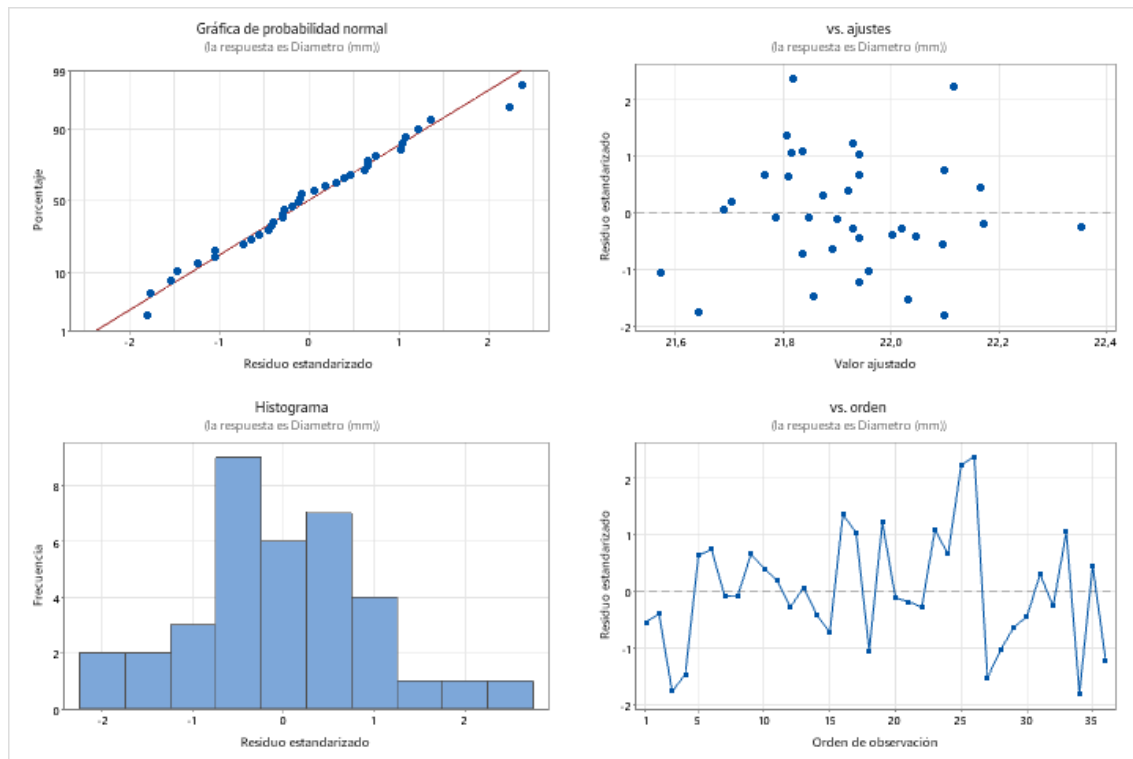 Gráfica de probabilidad normal
(la respuesta es Diametro (mm))
99
90
50
10
1
Porcentaje
-2
-1
0
1
2
Residuo estandarizado
vs. ajustes
(la respuesta es Diametro (mm))
2
1
0
-1
-2
Residuo estandarizado
21,6
21,8
22,0
22,2
22,4
Valor ajustado
Histograma
(la respuesta es Diametro (mm))
8
6
4
2
0
Frecuencia
-2
-1
0
1
2
Residuo estandarizado
vs. orden
(la respuesta es Diametro (mm))
2
1
0
-1
-2
Residuo estandarizado
1
5
10
15
20
25
30
35
Orden de observación